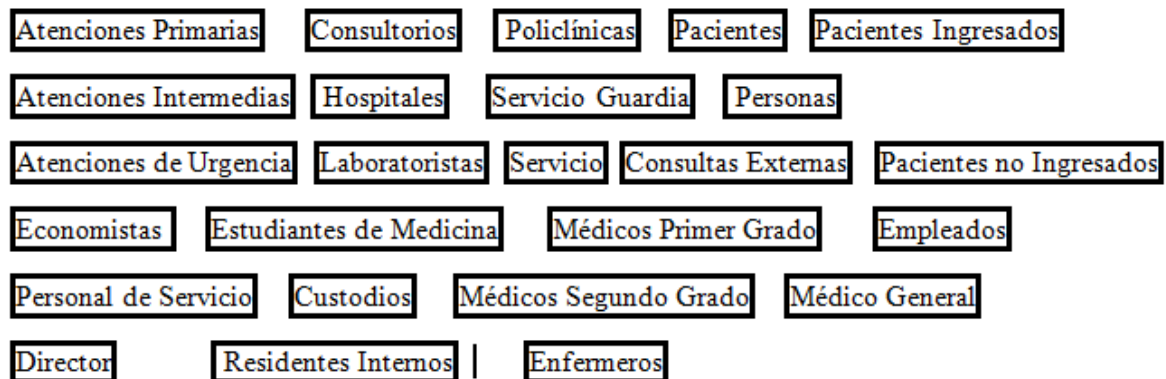 Atenciones Primarias Consultorios Policlínicas Pacientes Pacientes Ingresados
Atenciones Intermedias Hospitales Servicio Guardia Personas
Atenciones de Urgencia Laboratoristas Servicio Consultas Externas Pacientes no Ingresados
Economistas Estudiantes de Medicina Médicos Primer Grado Empleados
Personal de Servicio Custodios Médicos Segundo Grado Médico General
Director Residentes Internos Enfermeros